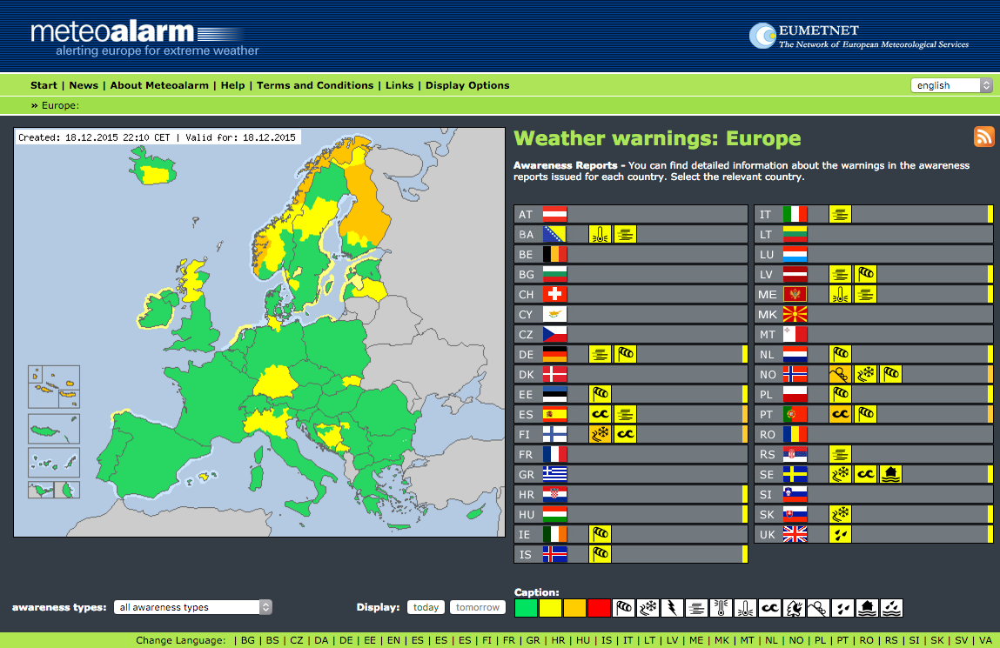 meteoalarm
alerting europe for extreme weather
EUMETNET
The Network of European Meteorological Services
Start | News | About Meteoalarm | Help | Terms and Conditions | Links | Display Options
english
» Europe:
Created: 18.12.2015 22:10 CET | Valid for: 18.12.2015
Weather warnings: Europe
Awareness Reports - You can find detailed information about the warnings in the awareness
reports issued for each country. Select the relevant country.
AT
BA
BE
BG
CH
CY
CZ
DE
DK
EE
ES
FI
FR
GR
HR
HU
IE
IS
IT
LT
LU
LV
ME
MK
MT
NL
NO
PL
PT
RO
RS
SE
SI
SK
UK
awareness types:
all awareness types
Display:
today
tomorrow
Caption:
Change Language: | BG | BS | CZ | DA | DE | EE | EN | ES | ES | ES | FI | FR | GR | HR | HU | IS | IT | LT | LV | ME | MK | MT | NL | NO | PL | PT | RO | RS | SI | SK | SV | VA